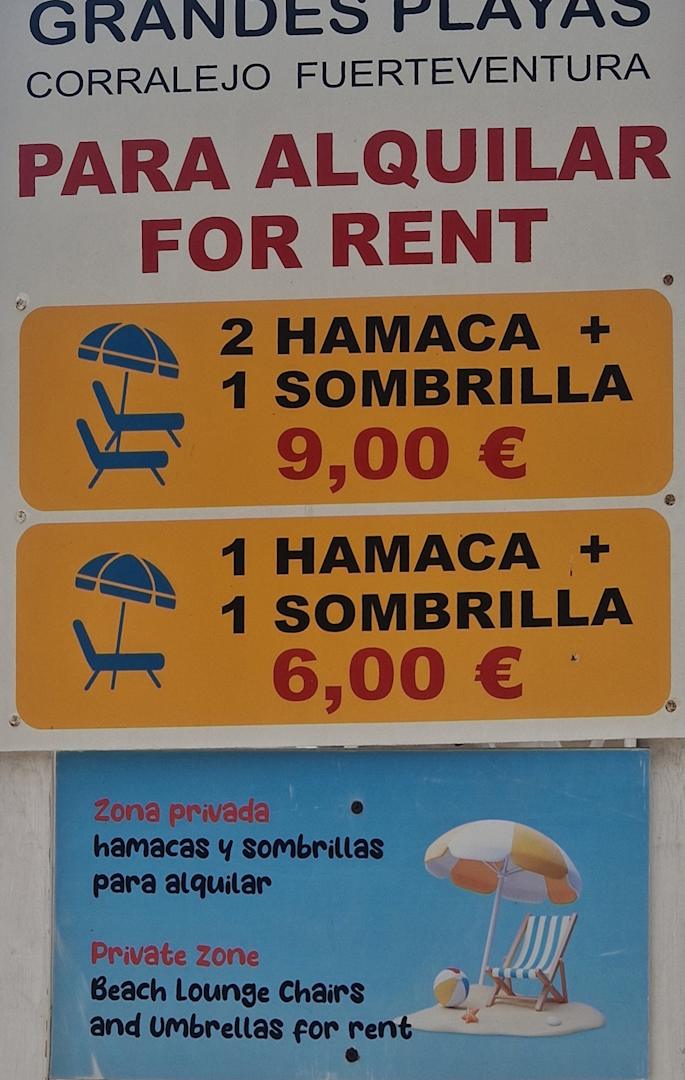 GRANDES PLAYAS
CORRALEJO FUERTEVENTURA
PARA ALQUILAR
FOR RENT
2 HAMACA +
1 SOMBRILLA
9,00 €
1 HAMACA +
1 SOMBRILLA
6,00 €
Zona privada
hamacas y sombrillas
para alquilar
Private Zone
Beach Lounge Chairs
and Umbrellas for rent